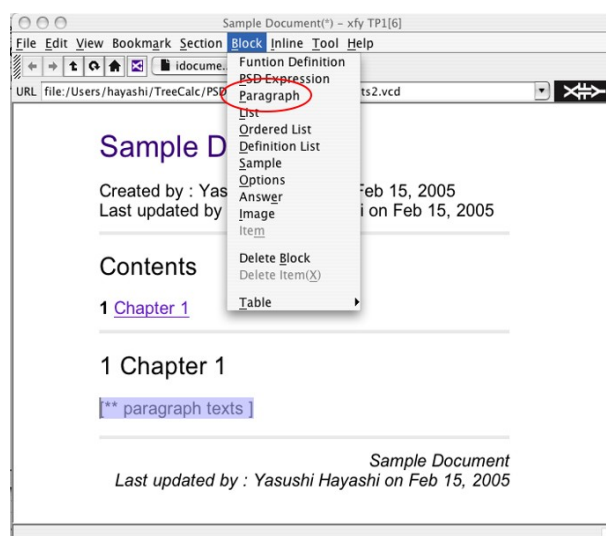 Sample Document(*) – xfy TP1[6]
File Edit View Bookmark Section Block Inline Tool Help
idocume..
URL file:/Users/hayashi/TreeCalc/PSD ts2.vcd
Funtion Definition
PSD Expression
Paragraph
List
Ordered List
Definition List
Sample
Options
Answer
Image
Item
Delete Block
Delete Item(X)
Table
Sample D
Created by : Yas Feb 15, 2005
Last updated by i on Feb 15, 2005
Contents
1 Chapter 1
1 Chapter 1
[** paragraph texts ]
Sample Document
Last updated by : Yasushi Hayashi on Feb 15, 2005